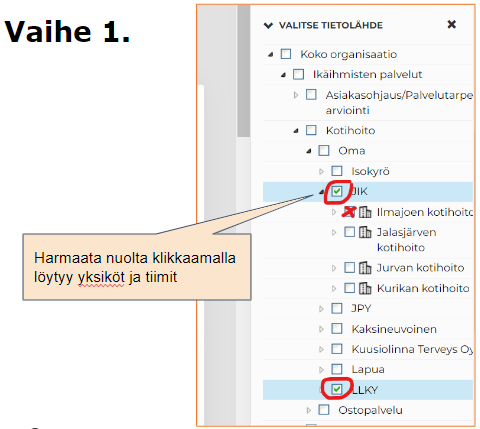 Vaihe 1.
VALITSE TIETOLÄHDE
Koko organisaatio
Ikäihmisten palvelut
Asiakasohjaus/Palvelutarpe
arviointi
Kotihoito
Oma
Isokyrö
JIK
Ilmajoen kotihoito
Jalasjärven
kotihoito
Jurvan kotihoito
Kurikan kotihoito
JPY
Kaksineuvoinen
Kuusiolinna Terveys Oy
Lapua
LLKY
Ostopalvelu
Harmaata nuolta klikkaamalla
löytyy yksiköt ja tiimit